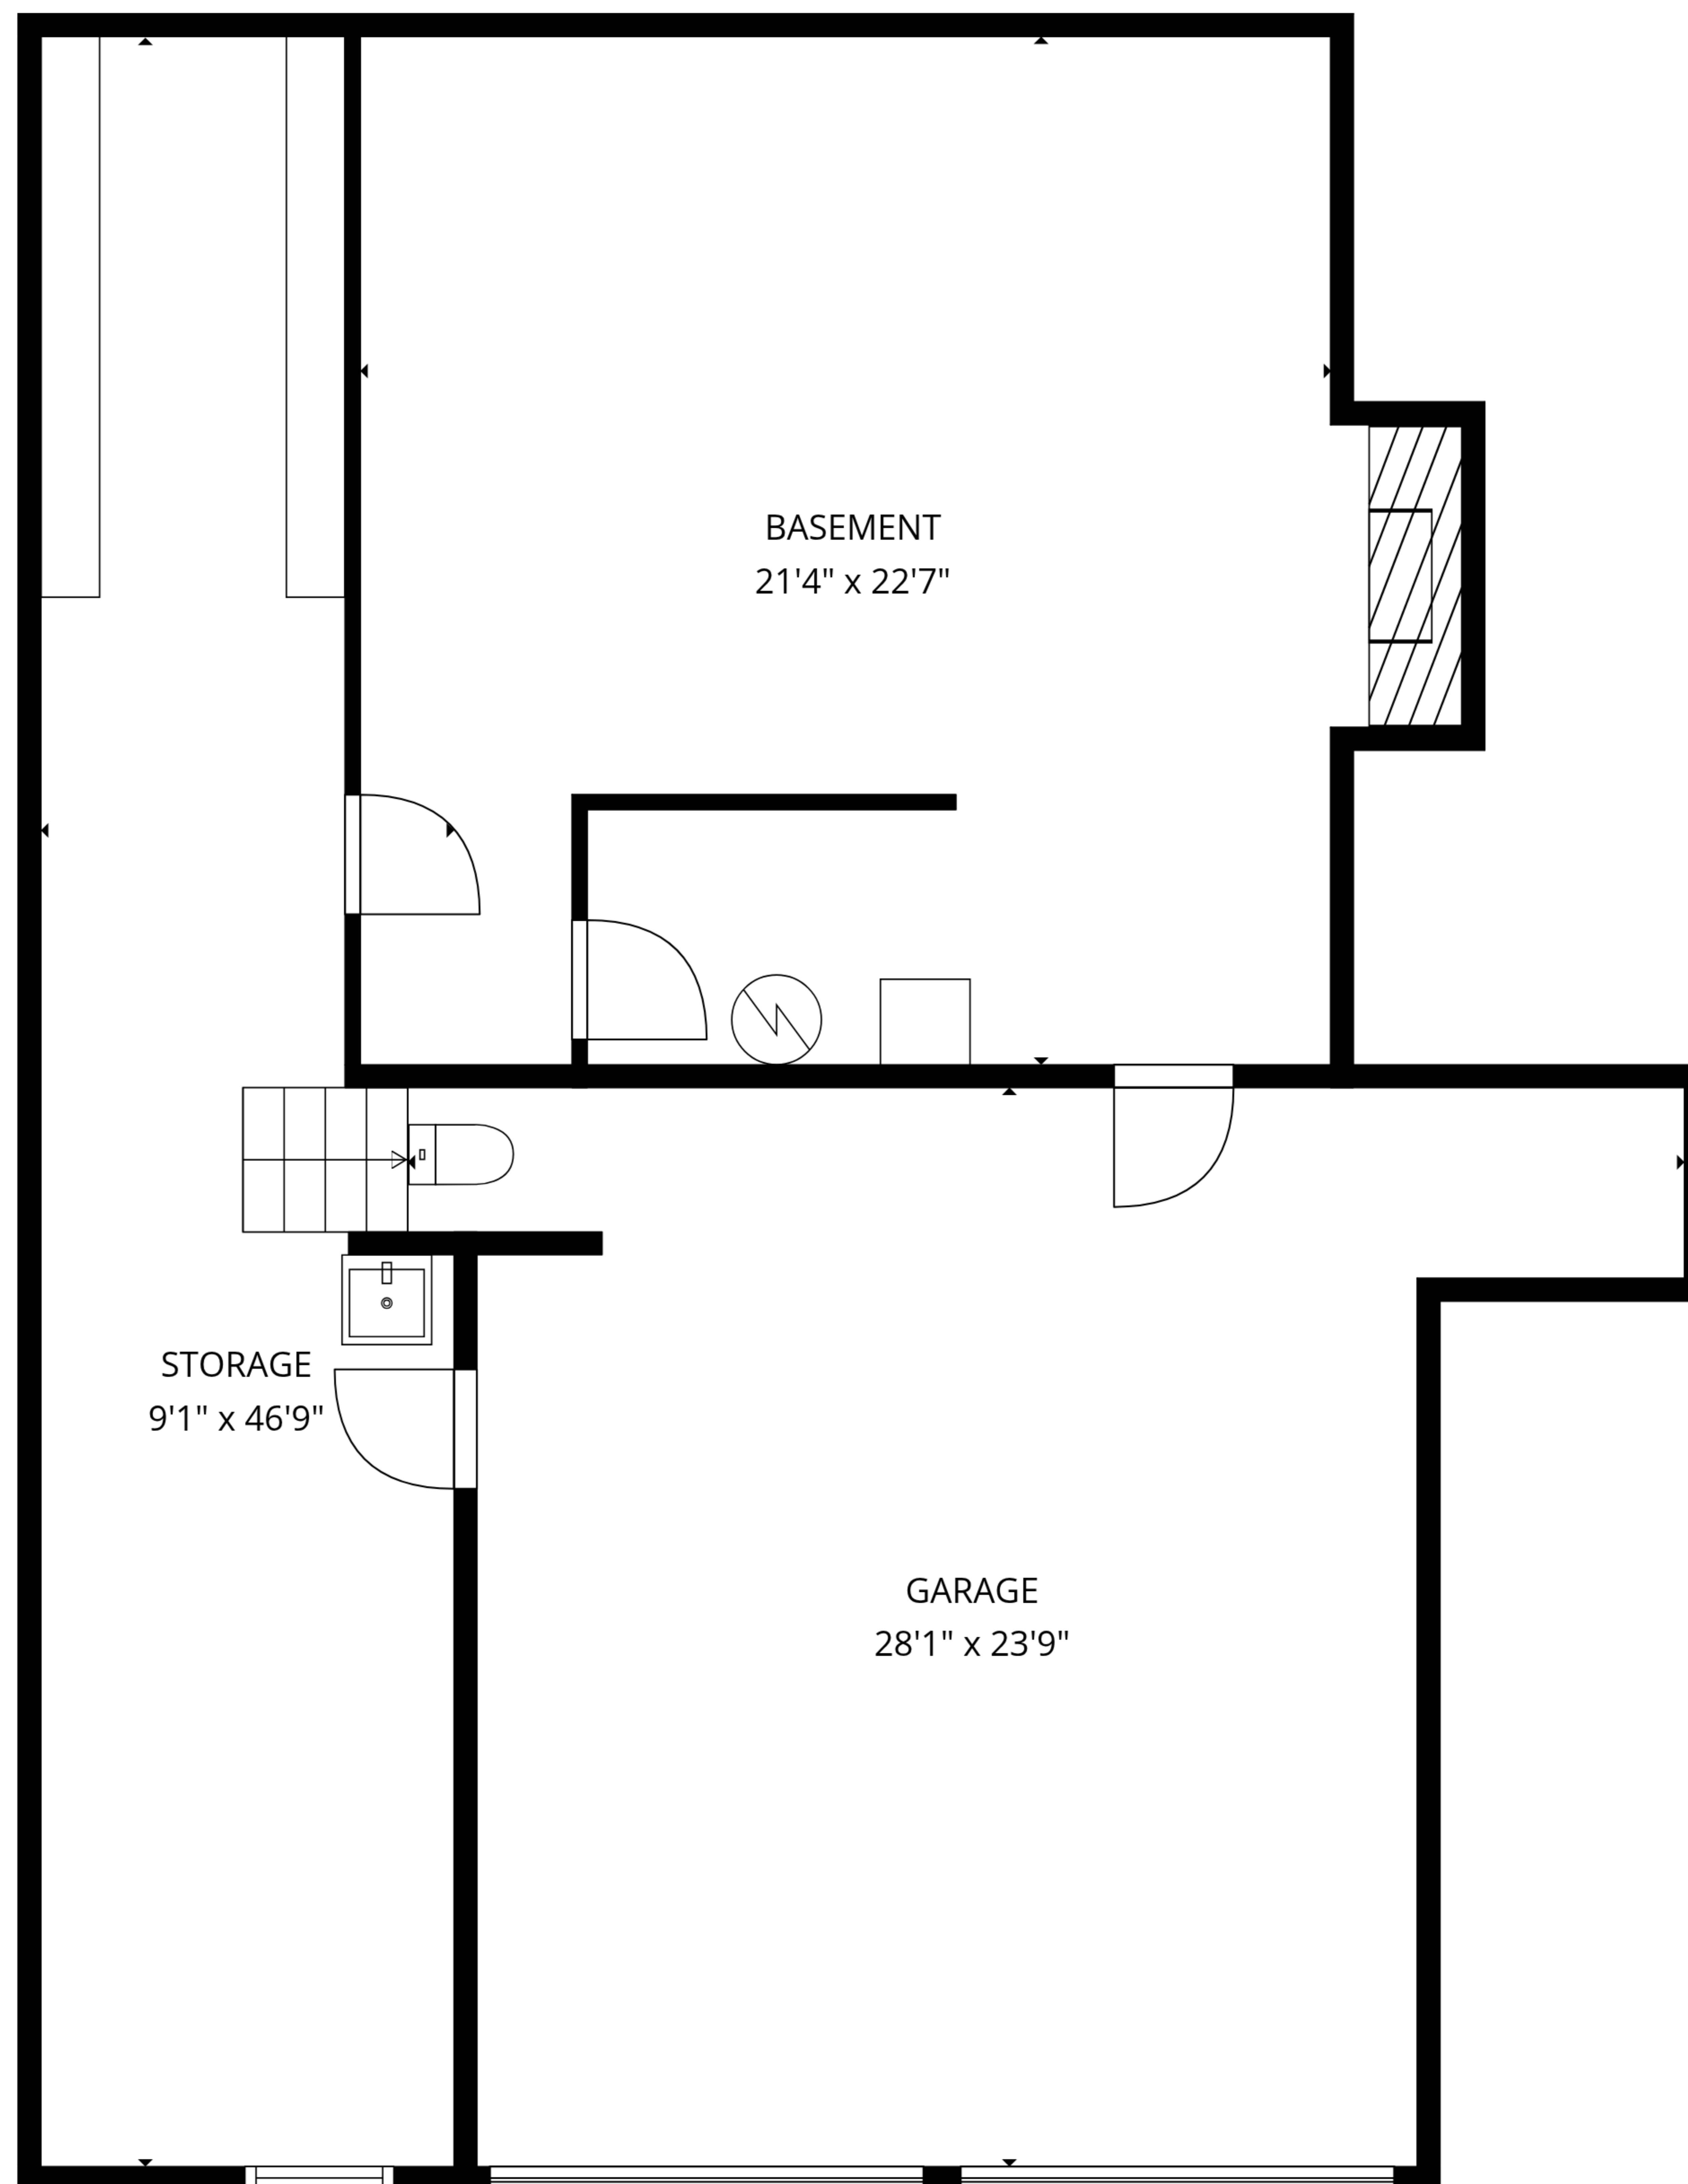 BASEMENT
21'4" x 22'7"
STORAGE
9'1" x 46'9"
GARAGE
28'1" x 23'9"